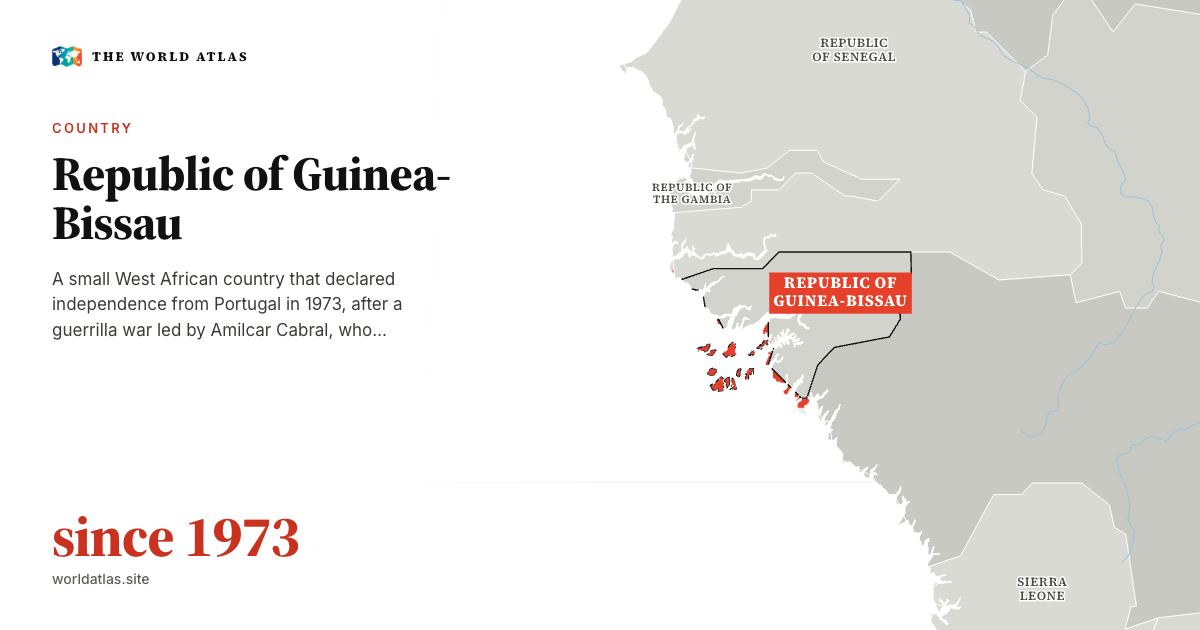 THE WORLD ATLAS
COUNTRY
Republic of Guinea-
Bissau
A small West African country that declared
independence from Portugal in 1973, after a
guerrilla war led by Amilcar Cabral, who...
since 1973
worldatlas.site
REPUBLIC
OF SENEGAL
REPUBLIC OF
THE GAMBIA
REPUBLIC OF
GUINEA-BISSAU
SIERRA
LEONE